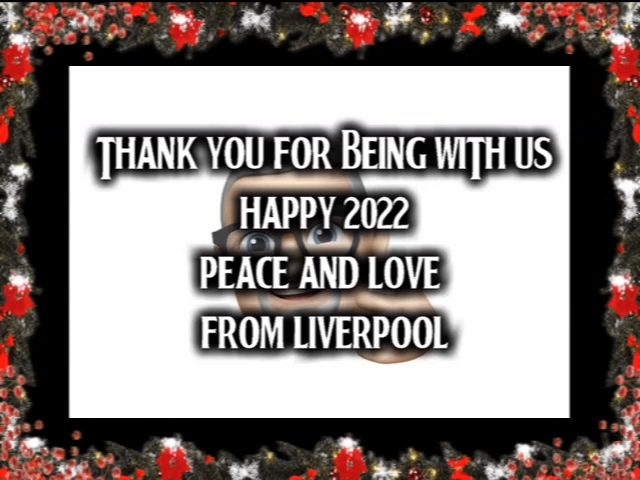 THANK YOU FOR BEING WITH US
HAPPY 2022
PEACE AND LOVE
FROM LIVERPOOL